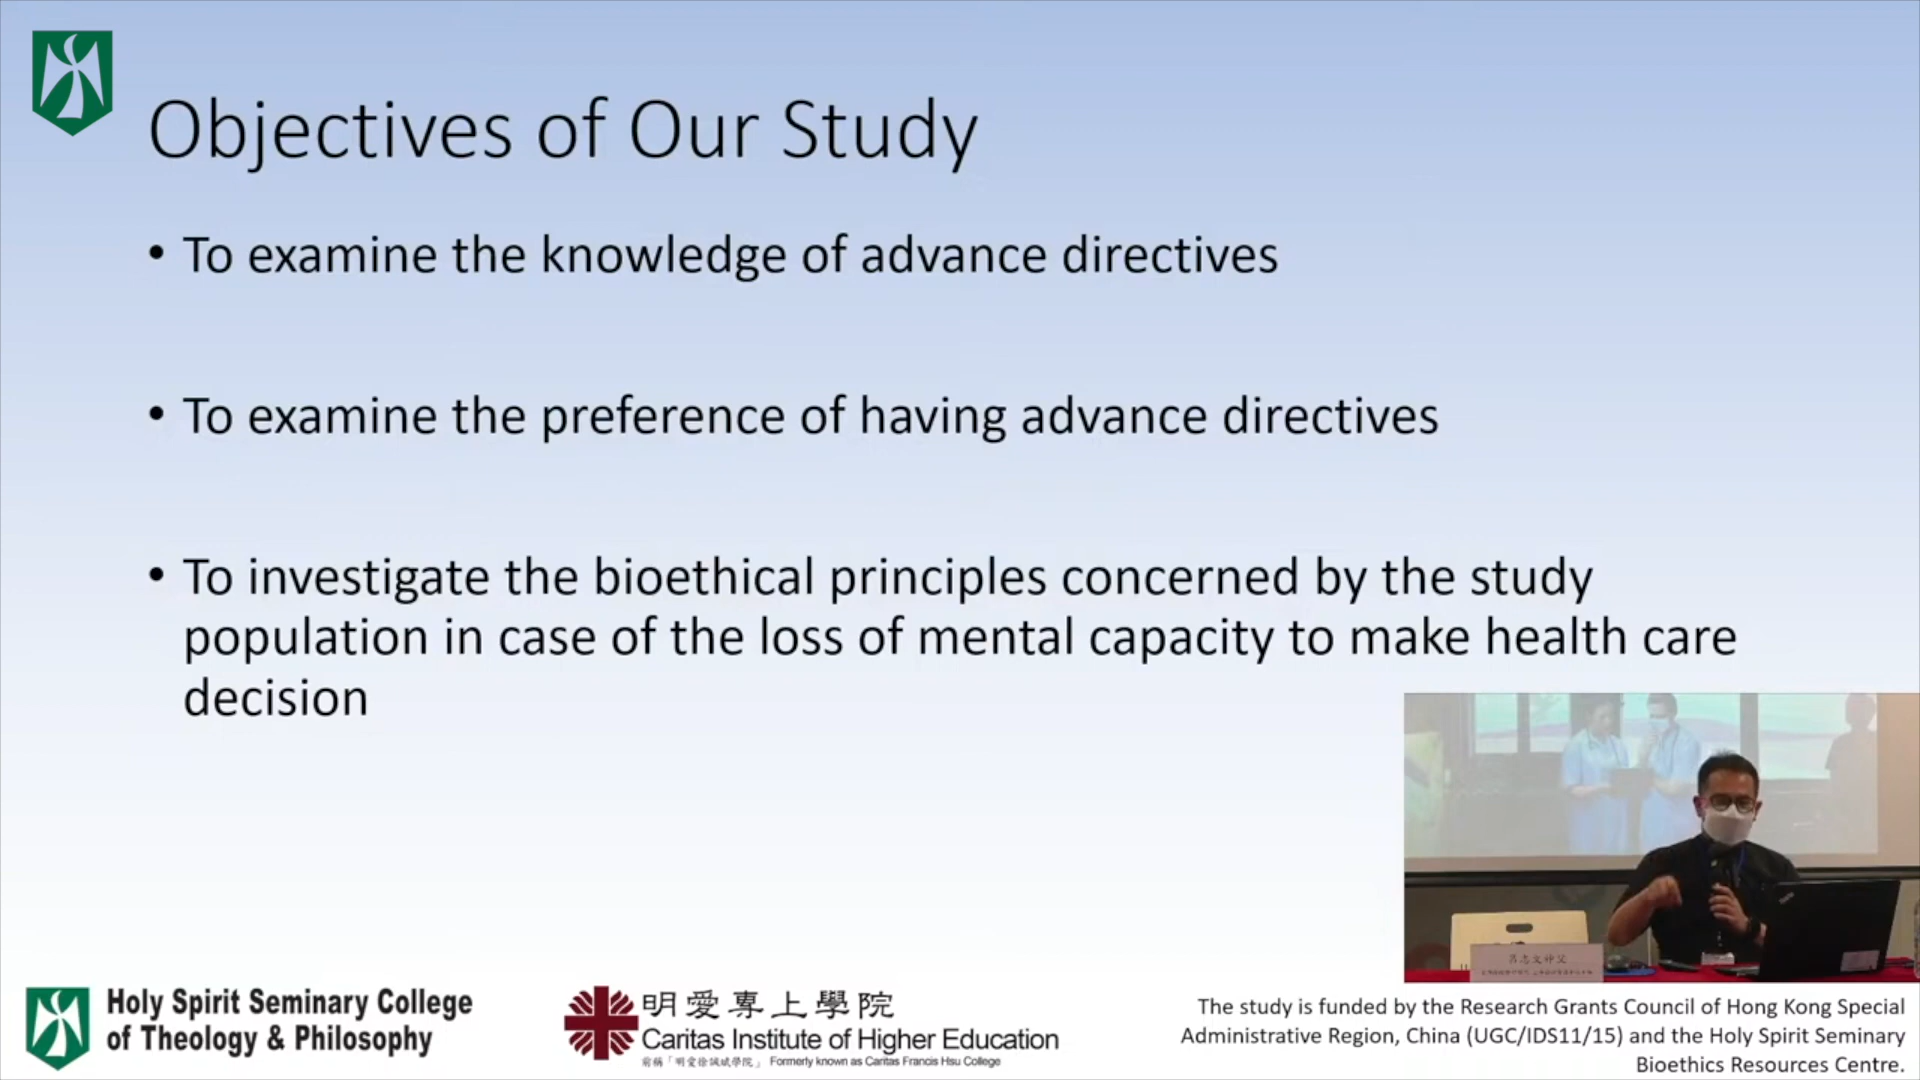 Objectives of Our Study
• To examine the knowledge of advance directives
• To examine the preference of having advance directives
• To investigate the bioethical principles concerned by the study
population in case of the loss of mental capacity to make health care
decision
呂志文神父
Holy Spirit Seminary College
of Theology & Philosophy
明愛專上學院
Caritas Institute of Higher Education
前稱「明愛徐誠斌學院」 Formerly known as Caritas Francis Hsu College
The study is funded by the Research Grants Council of Hong Kong Special
Administrative Region, China (UGC/IDS11/15) and the Holy Spirit Seminary
Bioethics Resources Centre.